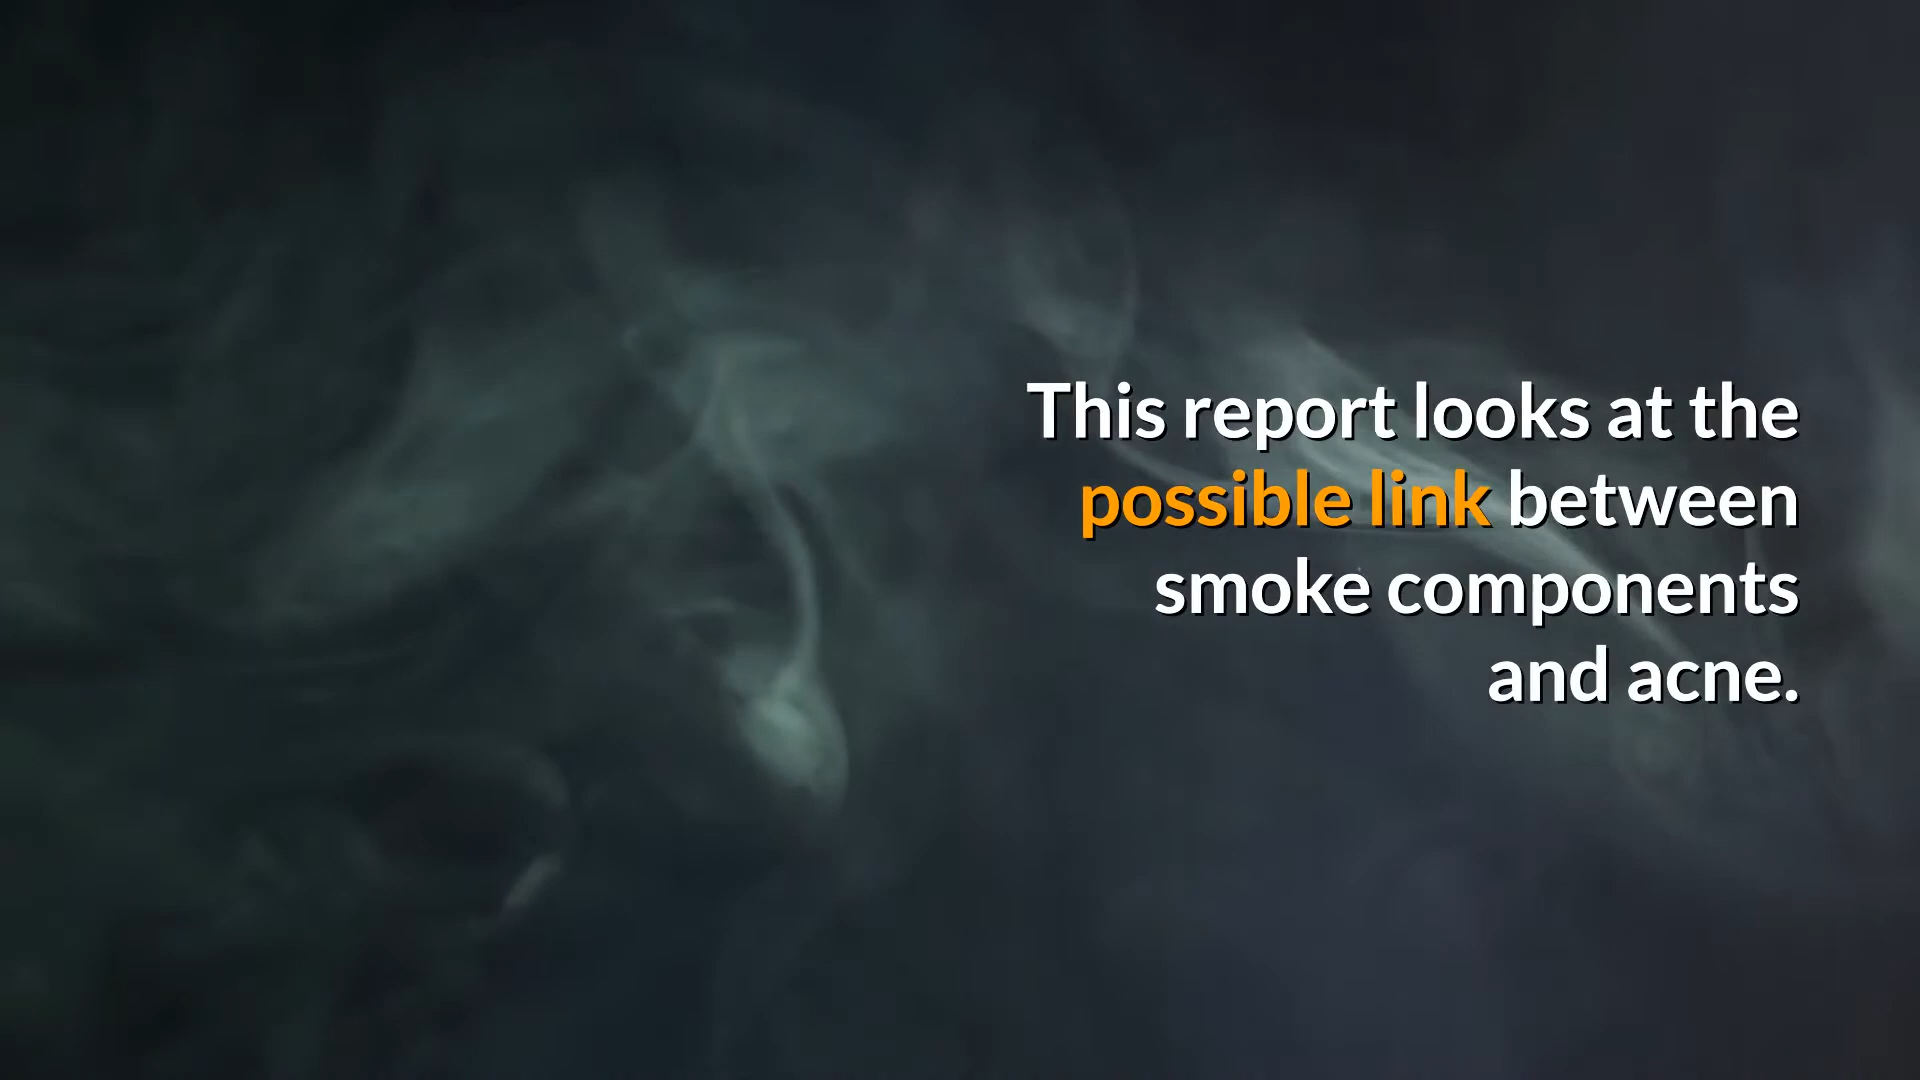 This report looks at the
possible link between
smoke components
and acne.